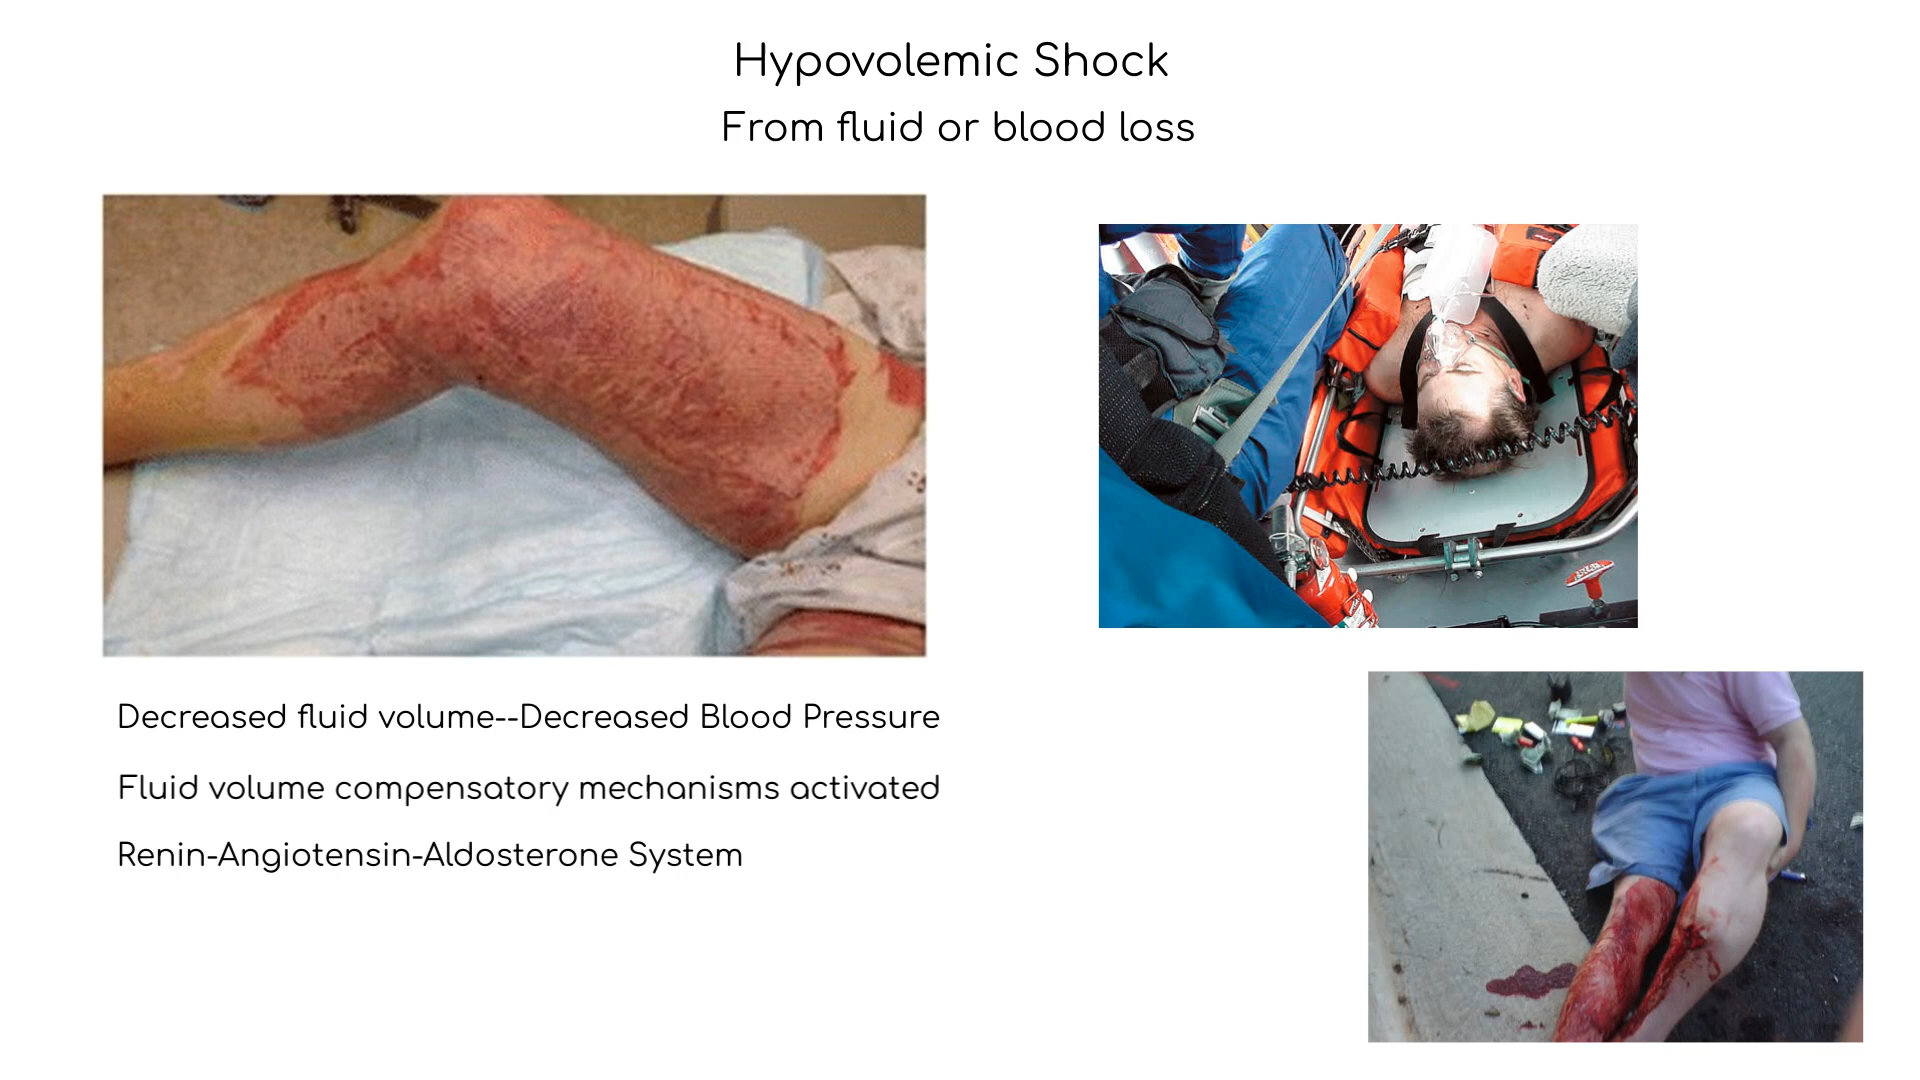 Hypovolemic Shock
From fluid or blood loss
Decreased fluid volume--Decreased Blood Pressure
Fluid volume compensatory mechanisms activated
Renin-Angiotensin-Aldosterone System